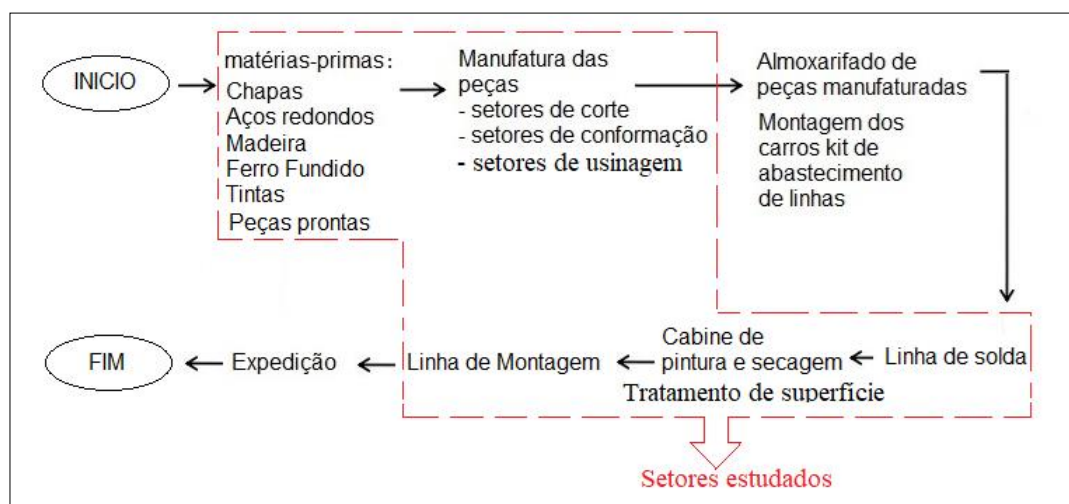 INICIO
matérias-primas:
Chapas
Aços redondos
Madeira
Ferro Fundido
Tintas
Peças prontas
Manufatura das
peças
- setores de corte
- setores de conformação
- setores de usinagem
Almoxarifado de
peças manufaturadas
Montagem dos
carros kit de
abastecimento
de linhas
Linha de solda
Cabine de
pintura e secagem
Tratamento de superfície
Linha de Montagem
Expedição
FIM
Setores estudados